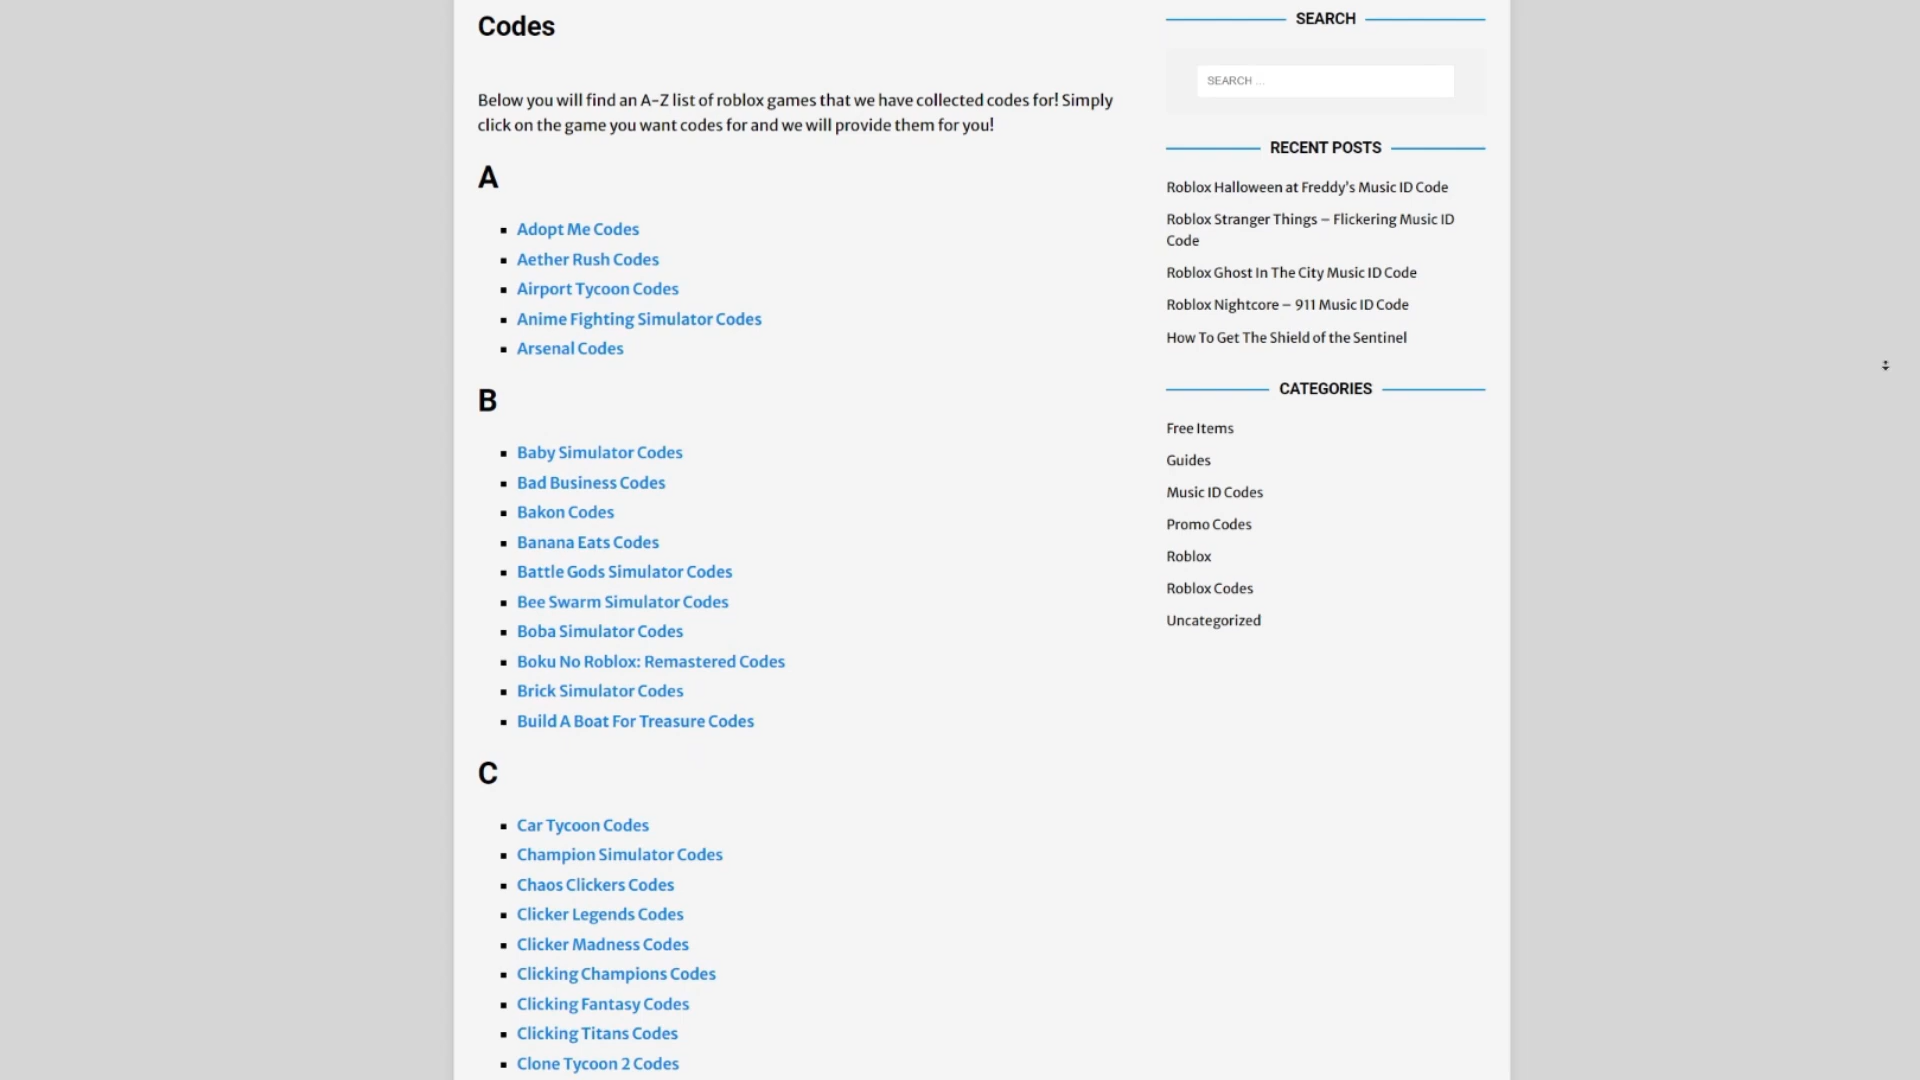 Codes
Below you will find an A-Z list of roblox games that we have collected codes for! Simply
click on the game you want codes for and we will provide them for you!
A
Adopt Me Codes
Aether Rush Codes
Airport Tycoon Codes
Anime Fighting Simulator Codes
Arsenal Codes
B
Baby Simulator Codes
Bad Business Codes
Bakon Codes
Banana Eats Codes
Battle Gods Simulator Codes
Bee Swarm Simulator Codes
Boba Simulator Codes
Boku No Roblox: Remastered Codes
Brick Simulator Codes
Build A Boat For Treasure Codes
C
Car Tycoon Codes
Champion Simulator Codes
Chaos Clickers Codes
Clicker Legends Codes
Clicker Madness Codes
Clicking Champions Codes
Clicking Fantasy Codes
Clicking Titans Codes
Clone Tycoon 2 Codes
SEARCH
SEARCH ...
RECENT POSTS
Roblox Halloween at Freddy's Music ID Code
Roblox Stranger Things – Flickering Music ID
Code
Roblox Ghost In The City Music ID Code
Roblox Nightcore – 911 Music ID Code
How To Get The Shield of the Sentinel
CATEGORIES
Free Items
Guides
Music ID Codes
Promo Codes
Roblox
Roblox Codes
Uncategorized